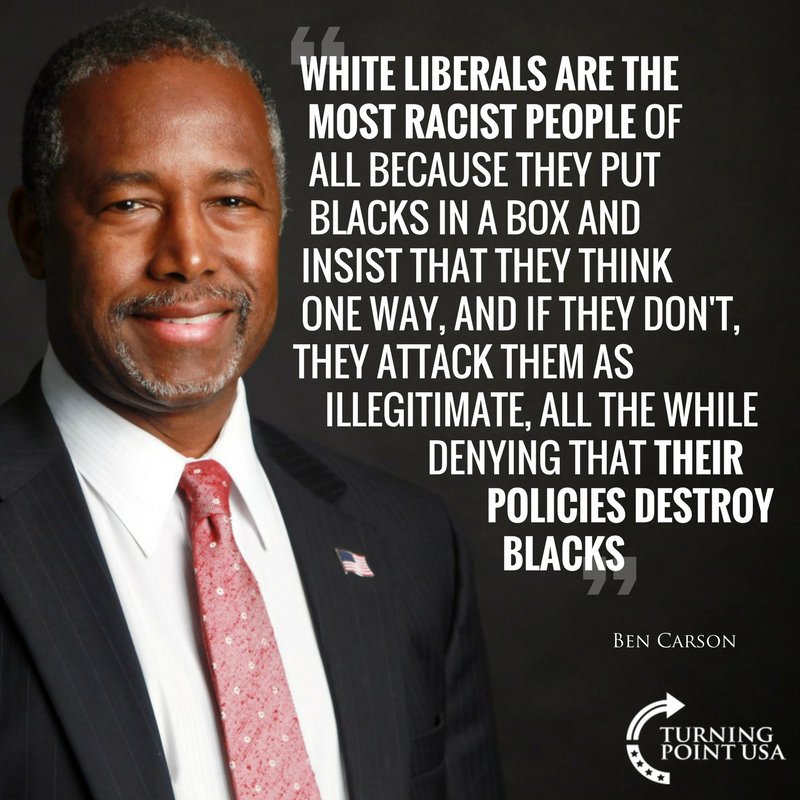 “
WHITE LIBERALS ARE THE
MOST RACIST PEOPLE OF
ALL BECAUSE THEY PUT
BLACKS IN A BOX AND
INSIST THAT THEY THINK
ONE WAY, AND IF THEY DON'T,
THEY ATTACK THEM AS
ILLEGITIMATE, ALL THE WHILE
DENYING THAT THEIR
POLICIES DESTROY
BLACKS
”
BEN CARSON
TURNING
POINT USA